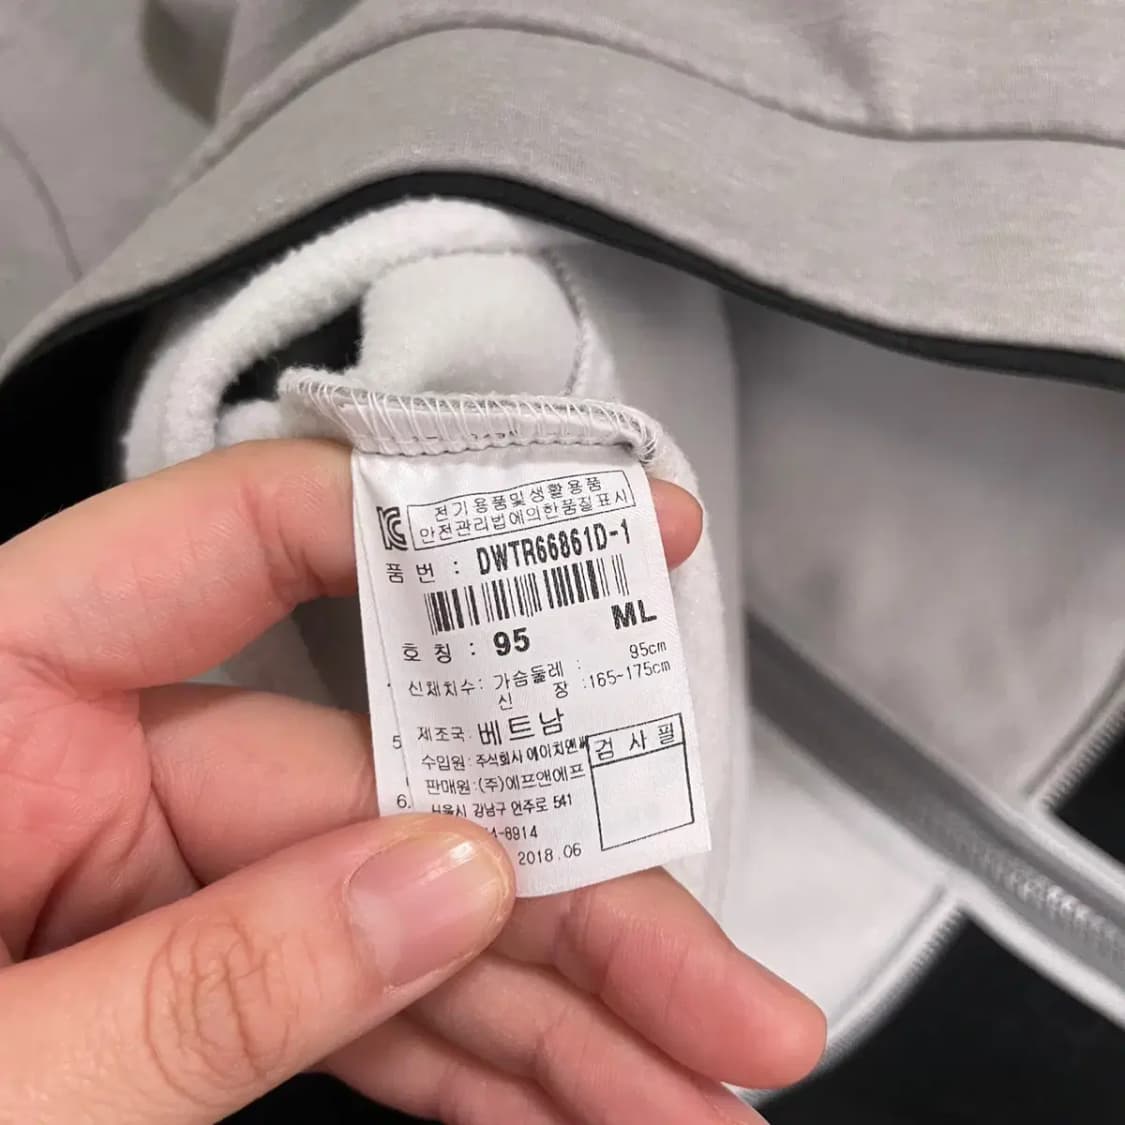 전기용품및생활용품
안전관리법에의한품질표시
품 번 : DWTR66861D-1
ML
호 칭 : 95
신체치수: 가슴둘레 : 95cm
신 장 :165-175cm
제조국: 베트남
수입원: 주식회사 에이치앤
판매원:(주)에프앤에프
서울시 강남구 언주로 541
-8914
2018.06
검 사 필
5
6.